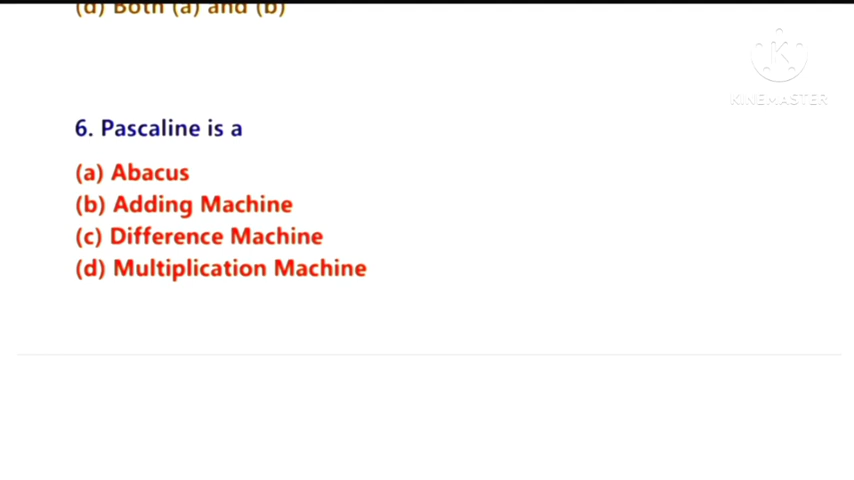 (d) Both (a) and (b)
KINEMASTER
6. Pascaline is a
(a) Abacus
(b) Adding Machine
(c) Difference Machine
(d) Multiplication Machine